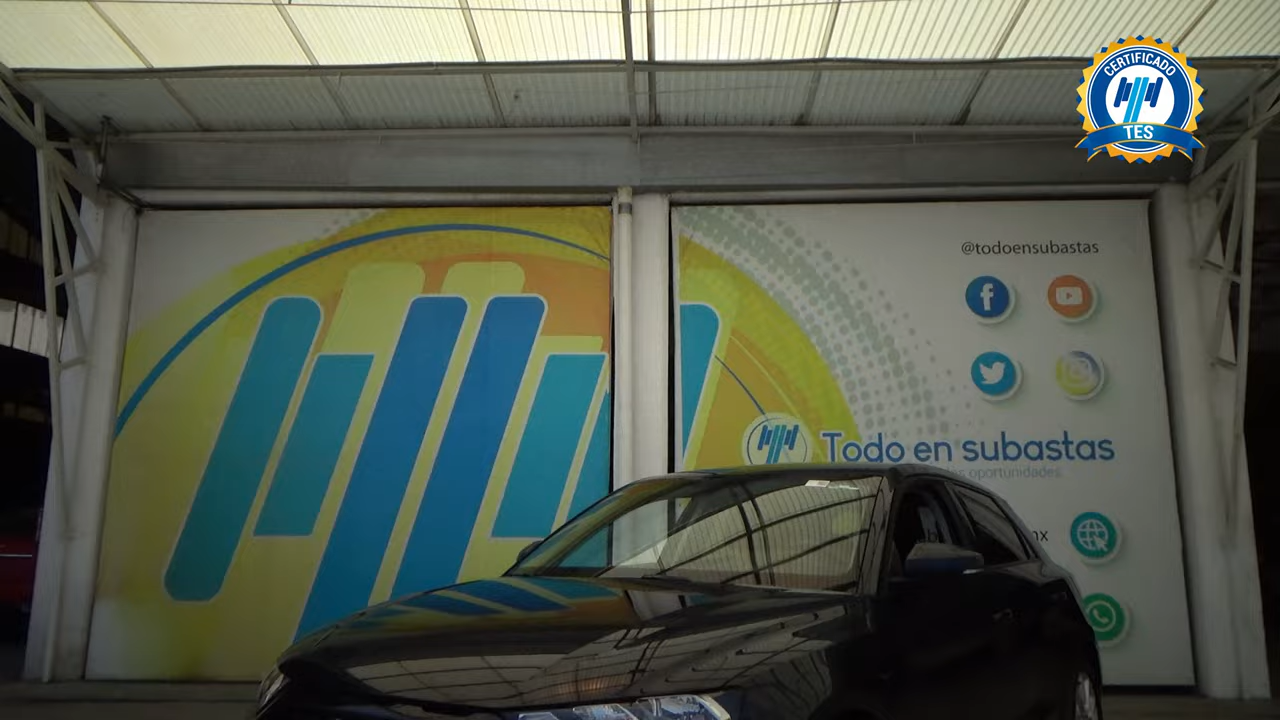 CERTIFICADO
TES
@todoensubastas
Todo en subastas
oportunidades